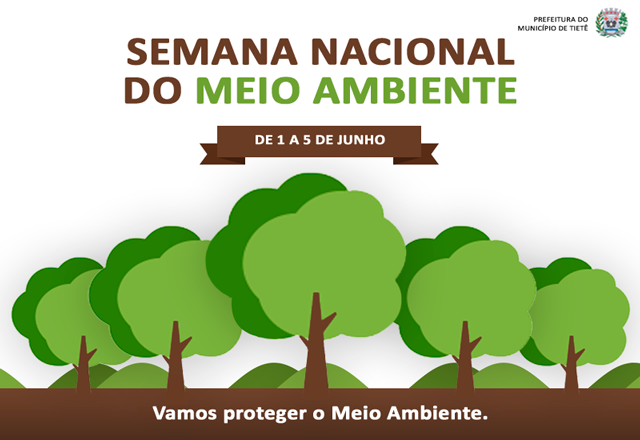 PREFEITURA DO
MUNICÍPIO DE TIETÊ
SEMANA NACIONAL
DO MEIO AMBIENTE
DE 1 A 5 DE JUNHO
Vamos proteger o Meio Ambiente.